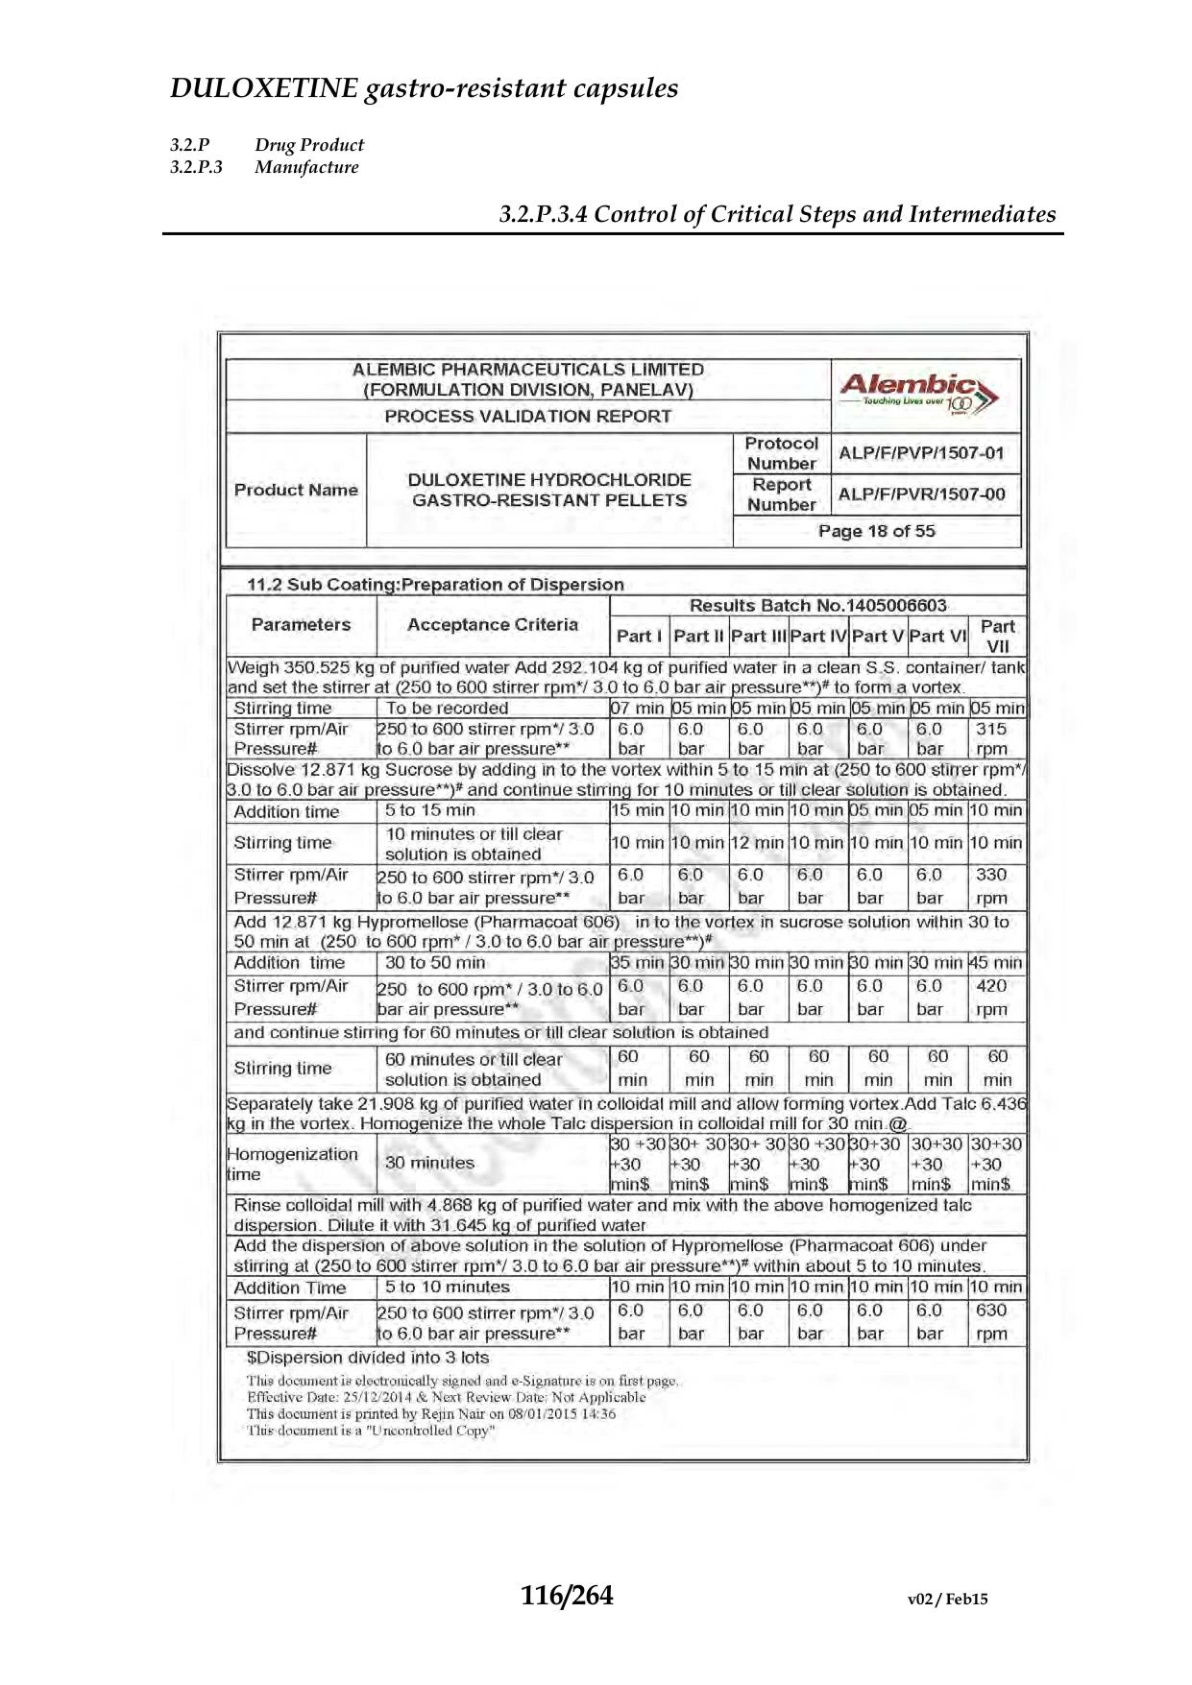 DULOXETINE gastro-resistant capsules
3.2.P Drug Product
3.2.P.3 Manufacture
3.2.P.3.4 Control of Critical Steps and Intermediates
ALEMBIC PHARMACEUTICALS LIMITED
(FORMULATION DIVISION, PANELAV)
PROCESS VALIDATION REPORT
Alembic
Touching Lives over 100 years
Product Name
DULOXETINE HYDROCHLORIDE
GASTRO-RESISTANT PELLETS
Protocol
Number
ALP/F/PVP/1507-01
Report
Number
ALP/F/PVR/1507-00
Page 18 of 55
11.2 Sub Coating:Preparation of Dispersion
Parameters Acceptance Criteria Results Batch No.1405006603
Part I Part II Part III Part IV Part V Part VI Part VII
Weigh 350.525 kg of purified water Add 292.104 kg of purified water in a clean S.S. container/ tank
and set the stirrer at (250 to 600 stirrer rpm*/ 3.0 to 6.0 bar air pressure**)# to form a vortex.
Stirring time To be recorded 07 min 05 min 05 min 05 min 05 min 05 min 05 min
Stirrer rpm/Air 250 to 600 stirrer rpm*/ 3.0 6.0 6.0 6.0 6.0 6.0 6.0 315
Pressure# to 6.0 bar air pressure** bar bar bar bar bar bar rpm
Dissolve 12.871 kg Sucrose by adding in to the vortex within 5 to 15 min at (250 to 600 stirrer rpm*/
3.0 to 6.0 bar air pressure**)# and continue stirring for 10 minutes or till clear solution is obtained.
Addition time 5 to 15 min 15 min 10 min 10 min 10 min 05 min 05 min 10 min
Stirring time 10 minutes or till clear
solution is obtained 10 min 10 min 12 min 10 min 10 min 10 min 10 min
Stirrer rpm/Air 250 to 600 stirrer rpm*/ 3.0 6.0 6.0 6.0 6.0 6.0 6.0 330
Pressure# to 6.0 bar air pressure** bar bar bar bar bar bar rpm
Add 12.871 kg Hypromellose (Pharmacoat 606) in to the vortex in sucrose solution within 30 to
50 min at (250 to 600 rpm* / 3.0 to 6.0 bar air pressure**)#
Addition time 30 to 50 min 35 min 30 min 30 min 30 min 30 min 30 min 45 min
Stirrer rpm/Air 250 to 600 rpm* / 3.0 to 6.0 6.0 6.0 6.0 6.0 6.0 6.0 420
Pressure# bar air pressure** bar bar bar bar bar bar rpm
and continue stirring for 60 minutes or till clear solution is obtained
Stirring time 60 minutes or till clear 60 60 60 60 60 60 60
solution is obtained min min min min min min min
Separately take 21.908 kg of purified water in colloidal mill and allow forming vortex.Add Talc 6.436
kg in the vortex. Homogenize the whole Talc dispersion in colloidal mill for 30 min.@
Homogenization
time
30 minutes
30 +30 30+ 30 30+ 30 30 +30 30+30 30+30 30+30
+30 +30 +30 +30 +30 +30 +30
min$ min$ min$ min$ min$ min$ min$
Rinse colloidal mill with 4.868 kg of purified water and mix with the above homogenized talc
dispersion. Dilute it with 31.645 kg of purified water
Add the dispersion of above solution in the solution of Hypromellose (Pharmacoat 606) under
stirring at (250 to 600 stirrer rpm*/ 3.0 to 6.0 bar air pressure**)# within about 5 to 10 minutes.
Addition Time 5 to 10 minutes 10 min 10 min 10 min 10 min 10 min 10 min 10 min
Stirrer rpm/Air 250 to 600 stirrer rpm*/ 3.0 6.0 6.0 6.0 6.0 6.0 6.0 630
Pressure# to 6.0 bar air pressure** bar bar bar bar bar bar rpm
$Dispersion divided into 3 lots
This document is electronically signed and e-Signature is on first page.
Effective Date: 25/12/2014 & Next Review Date: Not Applicable
This document is printed by Rejin Nair on 08/01/2015 14:36
This document is a "Uncontrolled Copy"
Uncontrolled Copy
116/264
v02 / Feb15